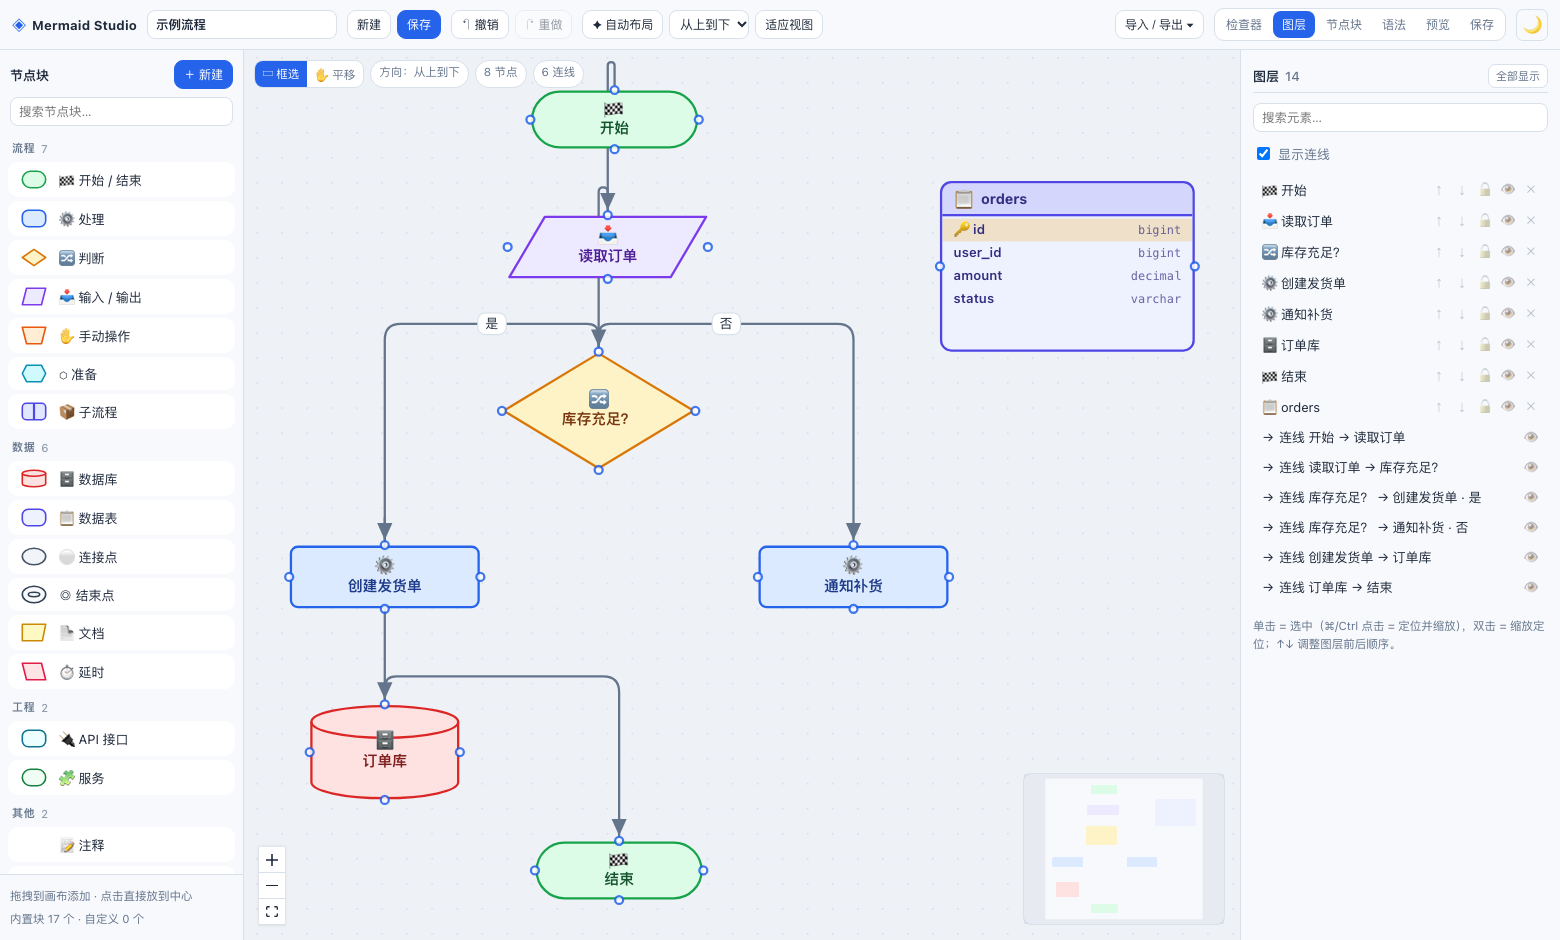 Mermaid Studio
示例流程
新建
保存
撤销
重做
✦ 自动布局
从上到下
适应视图
导入 / 导出
检查器
图层
节点块
语法
预览
保存
节点块
＋ 新建
搜索节点块...
流程 7
开始 / 结束
处理
判断
输入 / 输出
手动操作
准备
子流程
数据 6
数据库
数据表
连接点
◎ 结束点
文档
延时
工程 2
API 接口
服务
其他 2
注释
拖拽到画布添加 · 点击直接放到中心
内置块 17 个 · 自定义 0 个
框选
平移
方向：从上到下
8 节点
6 连线
开始
读取订单
是
否
库存充足?
创建发货单
通知补货
订单库
结束
orders
id bigint
user_id
amount decimal
status varchar
bigint
图层 14
全部显示
搜索元素...
显示连线
开始
读取订单
库存充足?
创建发货单
通知补货
订单库
结束
orders
→ 连线 开始 → 读取订单
→ 连线 读取订单 → 库存充足?
→ 连线 库存充足? → 创建发货单 · 是
→ 连线 库存充足? → 通知补货 · 否
→ 连线 创建发货单 → 订单库
→ 连线 订单库 → 结束
单击 = 选中（⌘/Ctrl 点击 = 定位并缩放），双击 = 缩放定
位；↑↓ 调整图层前后顺序。